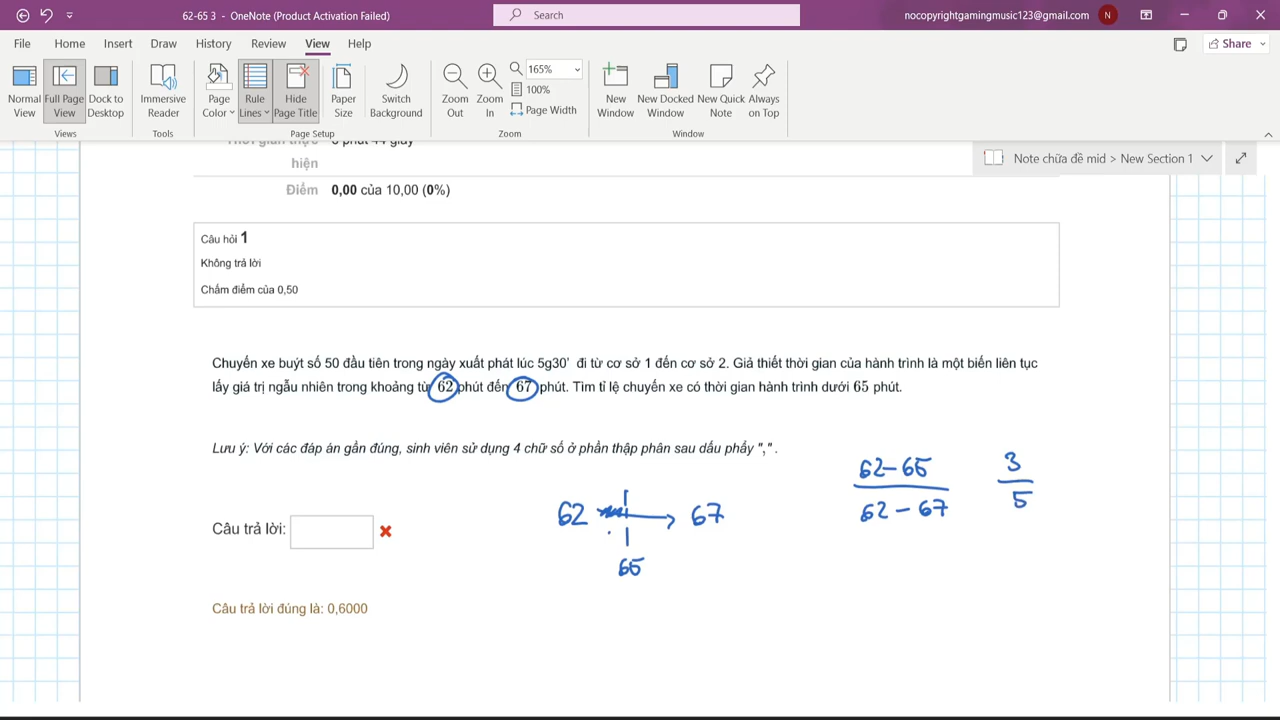 62-65 3 - OneNote (Product Activation Failed)
Search
nocopyrightgamingmusic123@gmail.com
N
File Home Insert Draw History Review View Help
Share
Normal View
Full Page View
Dock to Desktop
Immersive Reader
Page Color
Rule Lines
Hide Page Title
Paper Size
Switch Background
Zoom Out
Zoom In
165%
100%
Page Width
New Window
New Docked Window
New Quick Note
Always on Top
Views
Tools
Page Setup
Zoom
Window
Note chữa đề mid > New Section 1
hiện
Điểm 0,00 của 10,00 (0%)
Câu hỏi 1
Không trả lời
Chấm điểm của 0,50
Chuyến xe buýt số 50 đầu tiên trong ngày xuất phát lúc 5g30' đi từ cơ sở 1 đến cơ sở 2. Giả thiết thời gian của hành trình là một biến liên tục
lấy giá trị ngẫu nhiên trong khoảng từ 62 phút đến 67 phút. Tìm tỉ lệ chuyến xe có thời gian hành trình dưới 65 phút.
Lưu ý: Với các đáp án gần đúng, sinh viên sử dụng 4 chữ số ở phần thập phân sau dấu phẩy ",".
62-65 3
62-67 5
62 67
65
Câu trả lời:
Câu trả lời đúng là: 0,6000